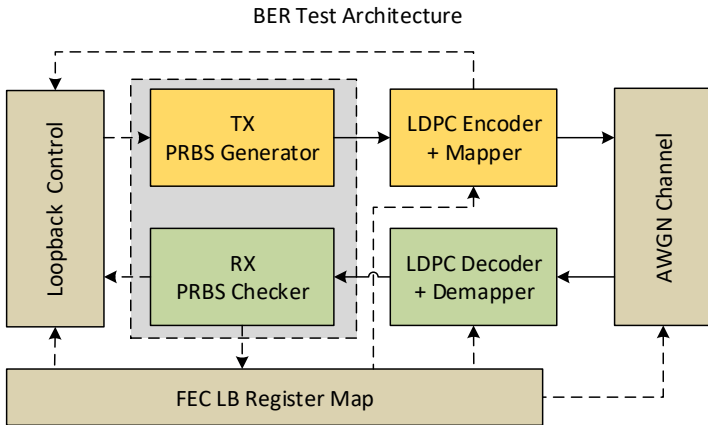 BER Test Architecture
Loopback Control
TX
PRBS Generator
LDPC Encoder
+ Mapper
AWGN Channel
RX
PRBS Checker
LDPC Decoder
+ Demapper
FEC LB Register Map